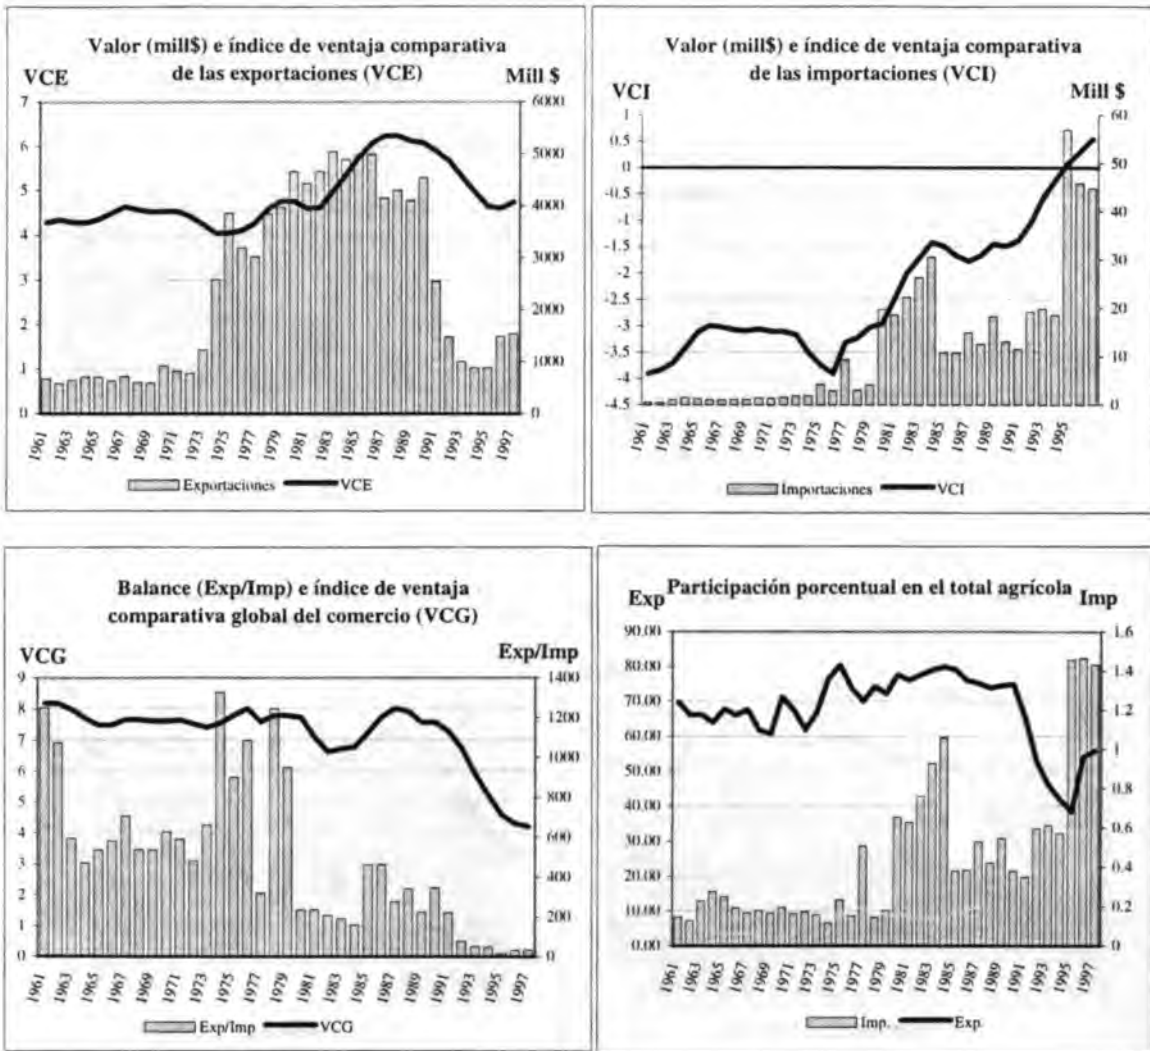 Valor (mill$) e índice de ventaja comparativa
de las exportaciones (VCE)
VCE Mill $
7 6000
6 5000
5 4000
4 3000
3 2000
2 1000
1 0
0
1961 1963 1965 1967 1969 1971 1973 1975 1977 1979 1981 1983 1985 1987 1989 1991 1993 1995 1997
Exportaciones VCE
Valor (mill$) e índice de ventaja comparativa
de las importaciones (VCI)
VCI Mill $
1 60
0.5 50
0 40
-0.5 30
-1 20
-1.5 10
-2 0
-2.5
-3
-3.5
-4
-4.5
1961 1963 1965 1967 1969 1971 1973 1975 1977 1979 1981 1983 1985 1987 1989 1991 1993 1995
Importaciones VCI
Balance (Exp/Imp) e índice de ventaja
comparativa global del comercio (VCG)
VCG Exp/Imp
9 1400
8 1200
7 1000
6 800
5 600
4 400
3 200
2 0
1
0
1961 1963 1965 1967 1969 1971 1973 1975 1977 1979 1981 1983 1985 1987 1989 1991 1993 1995 1997
Exp/Imp VCG
Exp Participación porcentual en el total agrícola Imp
90.00 1.6
80.00 1.4
70.00 1.2
60.00 1
50.00 0.8
40.00 0.6
30.00 0.4
20.00 0.2
10.00 0
0.00
1961 1963 1965 1967 1969 1971 1973 1975 1977 1979 1981 1983 1985 1987 1989 1991 1993 1995 1997
Imp. Exp.